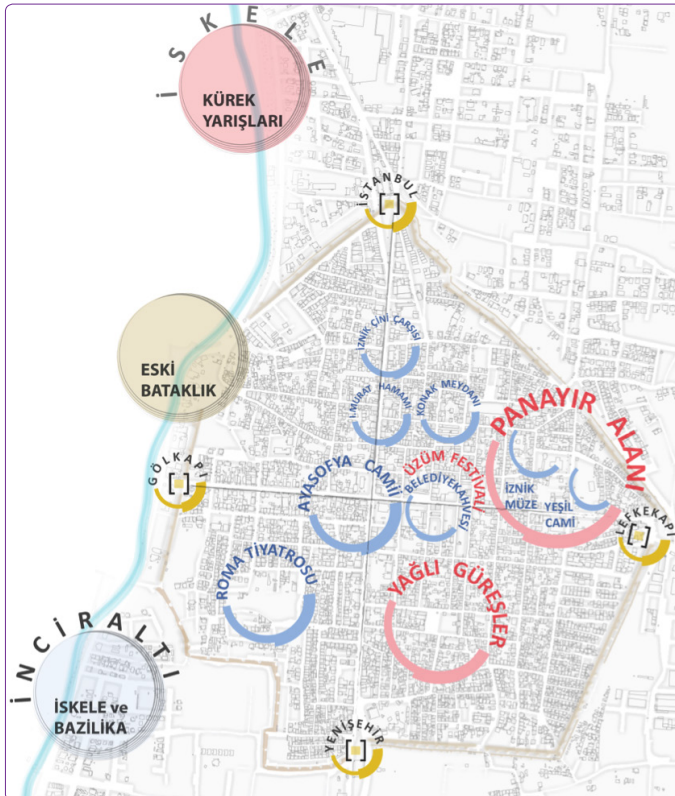 İSKELE
KÜREK
YARIŞLARI
İSTANBUL
[ ]
ESKİ
BATAKLIK
İZNİK ÇİNİ ÇARŞISI
I.MURAT HAMAMI
KONAK MEYDANI
PANAYIR ALANI
İZNİK
MÜZE
YEŞİL
CAMİ
GÖLKAPI
[ ]
AYASOFYA CAMİİ
ÜZÜM FESTİVALİ
BELEDİYEKAHVESİ
LEFKEKAPI
[ ]
ROMA TİYATROSU
YAĞLI GÜREŞLER
İNCİRALTI
İSKELE ve
BAZİLİKA
YENİŞEHİR
[ ]